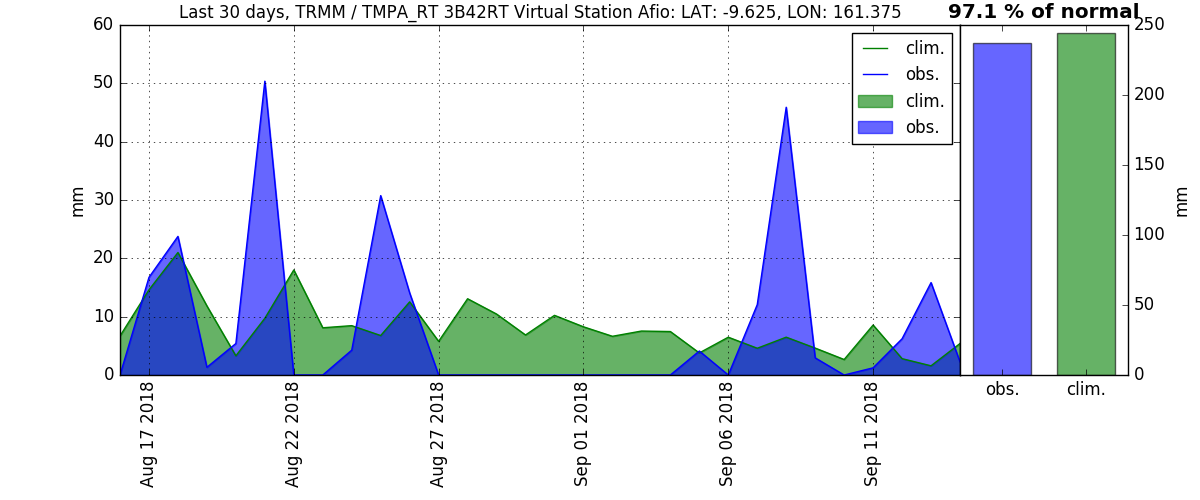 Last 30 days, TRMM / TMPA_RT 3B42RT Virtual Station Afio: LAT: -9.625, LON: 161.375
97.1 % of normal
60
50
40
30
20
10
0
mm
clim.
obs.
clim.
obs.
Aug 17 2018
Aug 22 2018
Aug 27 2018
Sep 01 2018
Sep 06 2018
Sep 11 2018
250
200
150
100
50
0
mm
obs.
clim.